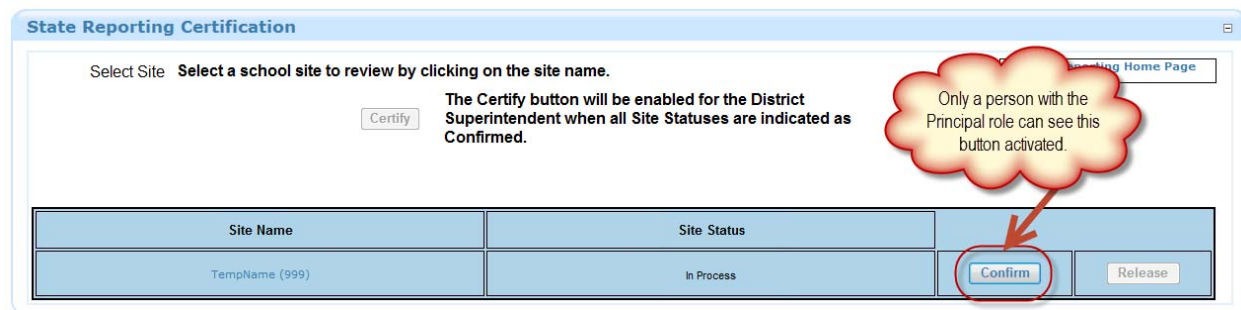 State Reporting Certification
Select Site Select a school site to review by clicking on the site name.
Home Page
Certify
The Certify button will be enabled for the District
Superintendent when all Site Statuses are indicated as
Confirmed.
Only a person with the
Principal role can see this
button activated.
Site Name Site Status
TempName (999) In Process Confirm Release